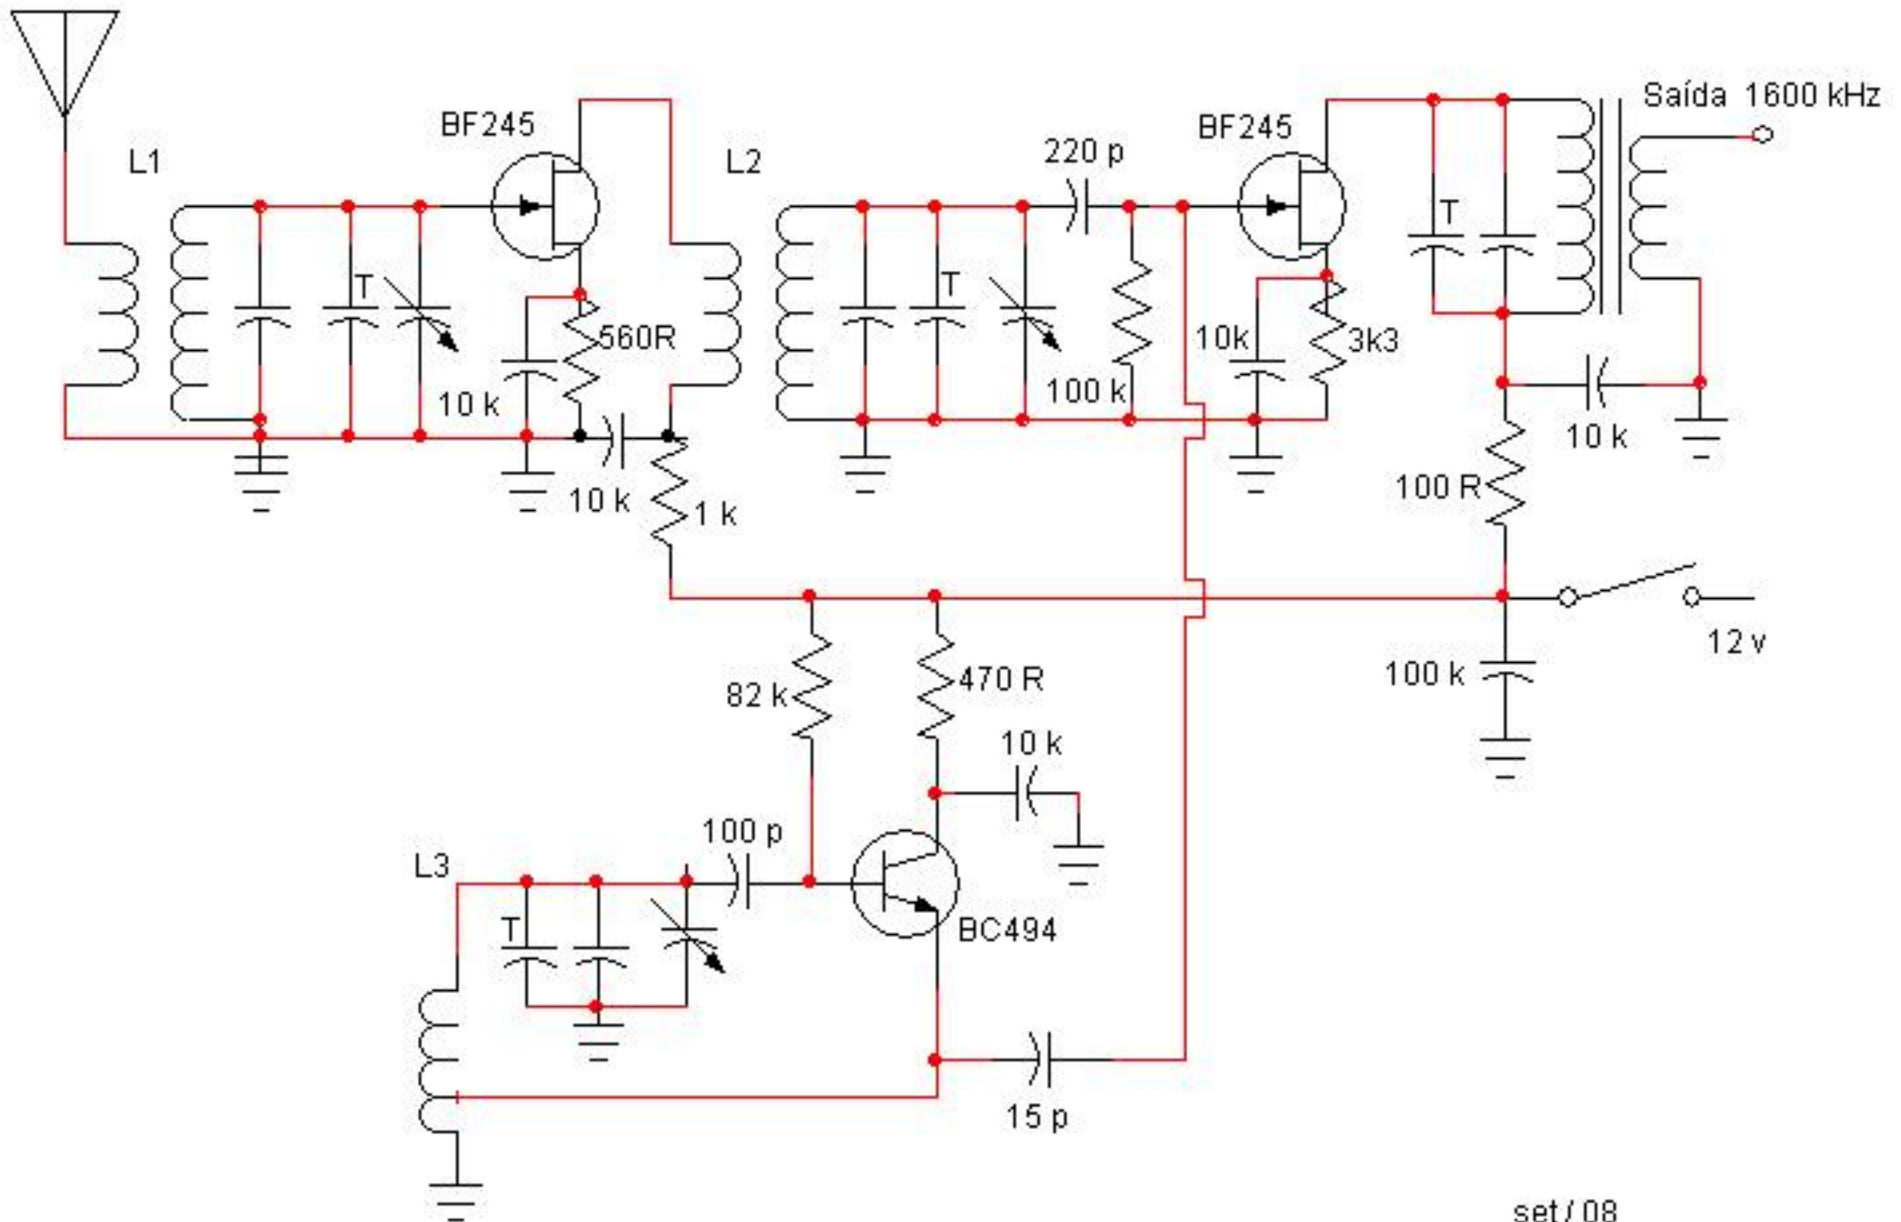 Saída 1600 kHz
BF245
BF245
220 p
L1
L2
T
T
T
560R
10k
3k3
10 k
100 k
10 k
10 k
1 k
100 R
12 v
82 k
470 R
100 k
10 k
100 p
L3
T
BC494
15 p
set / 08